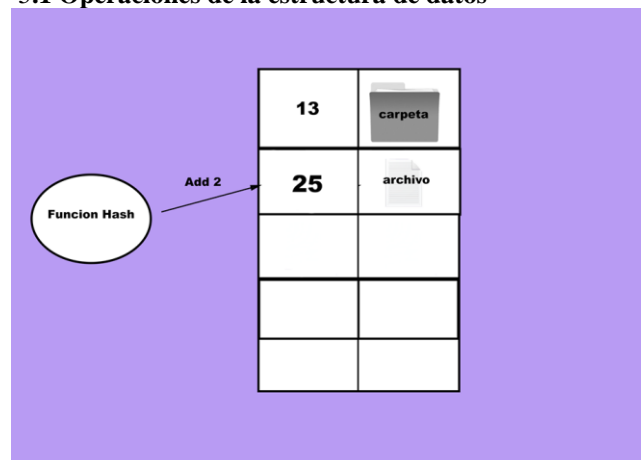 5.1 Operaciones de la estructura de datos
13
carpeta
Add 2
25
archivo
Funcion Hash